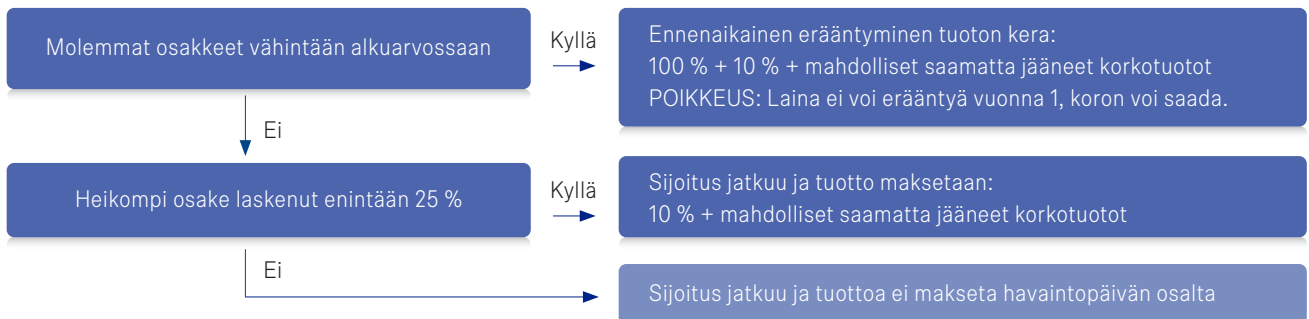 Molemmat osakkeet vähintään alkuarvossaan
Kyllä
Ennenaikainen erääntyminen tuoton kera:
100 % + 10 % + mahdolliset saamatta jääneet korkotuotot
POIKKEUS: Laina ei voi erääntyä vuonna 1, koron voi saada.
Ei
Heikompi osake laskenut enintään 25 %
Kyllä
Sijoitus jatkuu ja tuotto maksetaan:
10 % + mahdolliset saamatta jääneet korkotuotot
Ei
Sijoitus jatkuu ja tuottoa ei makseta havaintopäivän osalta